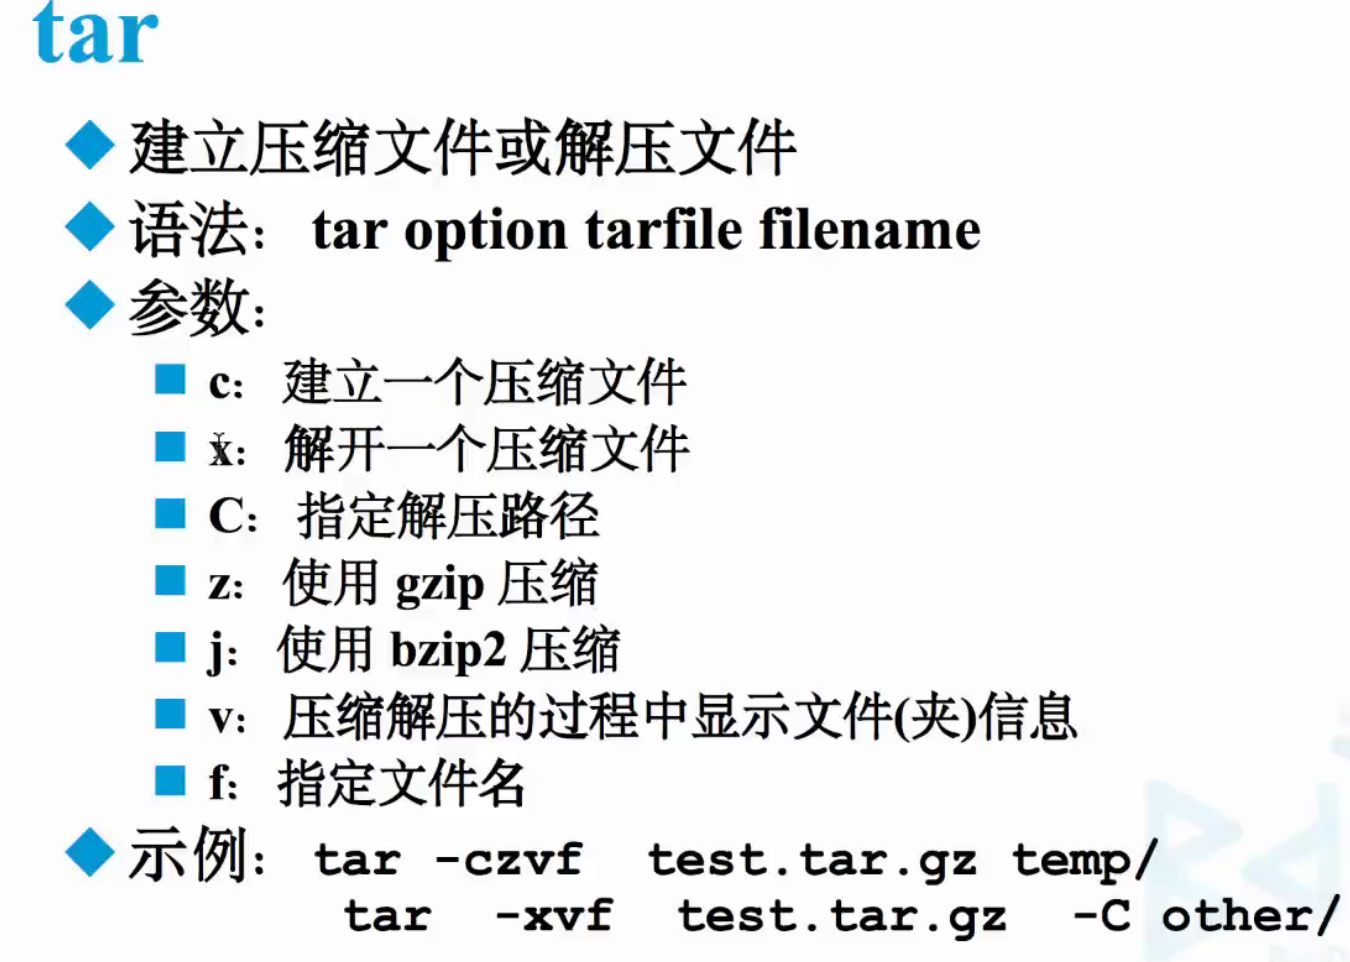 tar
建立压缩文件或解压文件
语法： tar option tarfile filename
参数：
c： 建立一个压缩文件
x： 解开一个压缩文件
C： 指定解压路径
z： 使用 gzip 压缩
j： 使用 bzip2 压缩
v： 压缩解压的过程中显示文件(夹)信息
f： 指定文件名
示例： tar -czvf test.tar.gz temp/
tar -xvf test.tar.gz -C other/